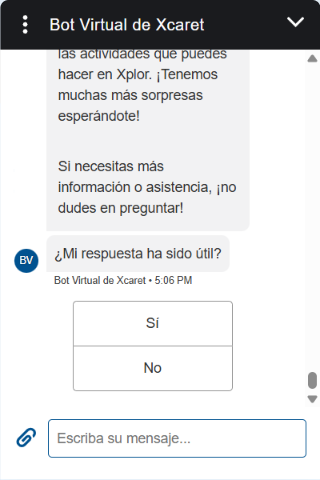 Bot Virtual de Xcaret
las actividades que puedes
hacer en Xplor. ¡Tenemos
muchas más sorpresas
esperándote!
Si necesitas más
información o asistencia, ¡no
dudes en preguntar!
¿Mi respuesta ha sido útil?
BV
Bot Virtual de Xcaret • 5:06 PM
Sí
No
Escriba su mensaje...